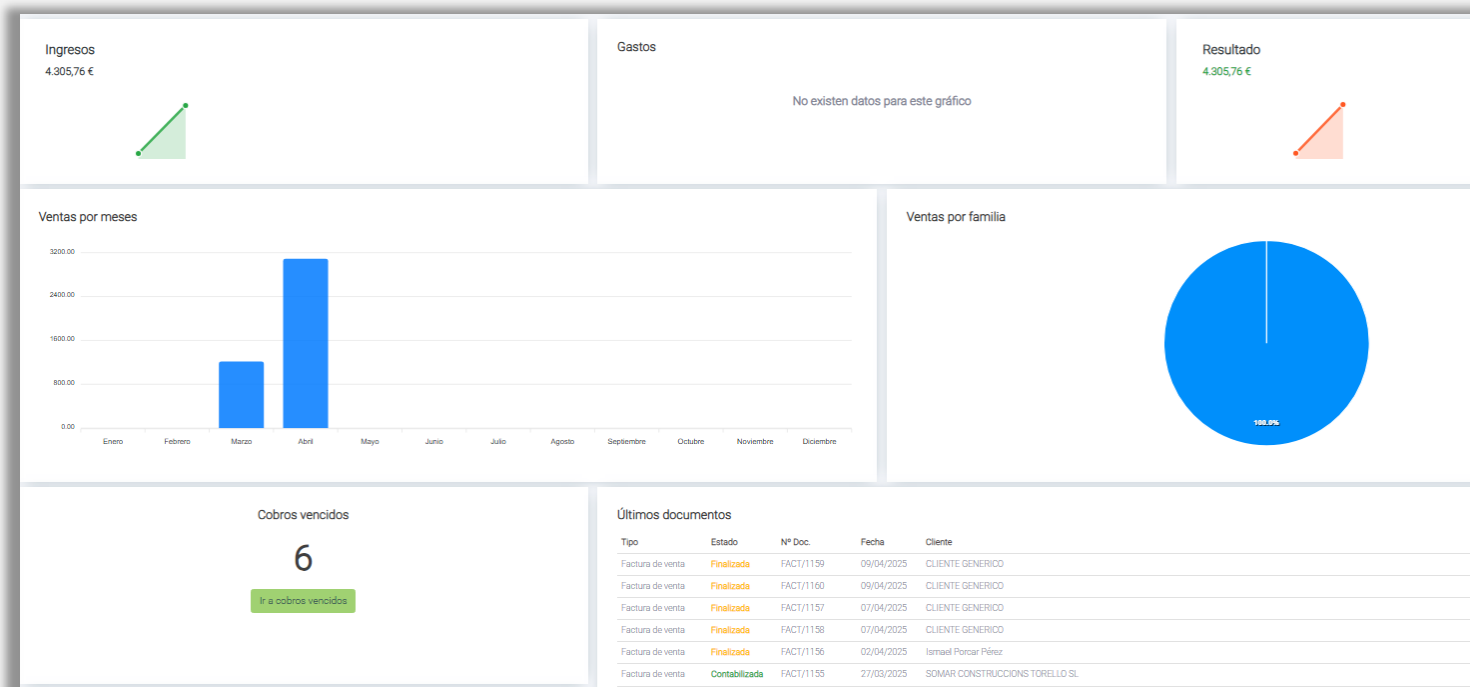 Ingresos
4.305,76 €
Gastos
No existen datos para este gráfico
Resultado
4.305,76 €
Ventas por meses
3200.00
2400.00
1600.00
800.00
0.00
Enero Febrero Marzo Abril Mayo Junio Julio Agosto Septiembre Octubre Noviembre Diciembre
Ventas por familia
100.0%
Cobros vencidos
6
Ir a cobros vencidos
Últimos documentos
Tipo Estado Nº Doc. Fecha Cliente
Factura de venta Finalizada FACT/1159 09/04/2025 CLIENTE GENERICO
Factura de venta Finalizada FACT/1160 09/04/2025 CLIENTE GENERICO
Factura de venta Finalizada FACT/1157 07/04/2025 CLIENTE GENERICO
Factura de venta Finalizada FACT/1158 07/04/2025 CLIENTE GENERICO
Factura de venta Finalizada FACT/1156 02/04/2025 Ismael Porcar Pérez
Factura de venta Contabilizada FACT/1155 27/03/2025 SOMAR CONSTRUCCIONS TORELLO SL